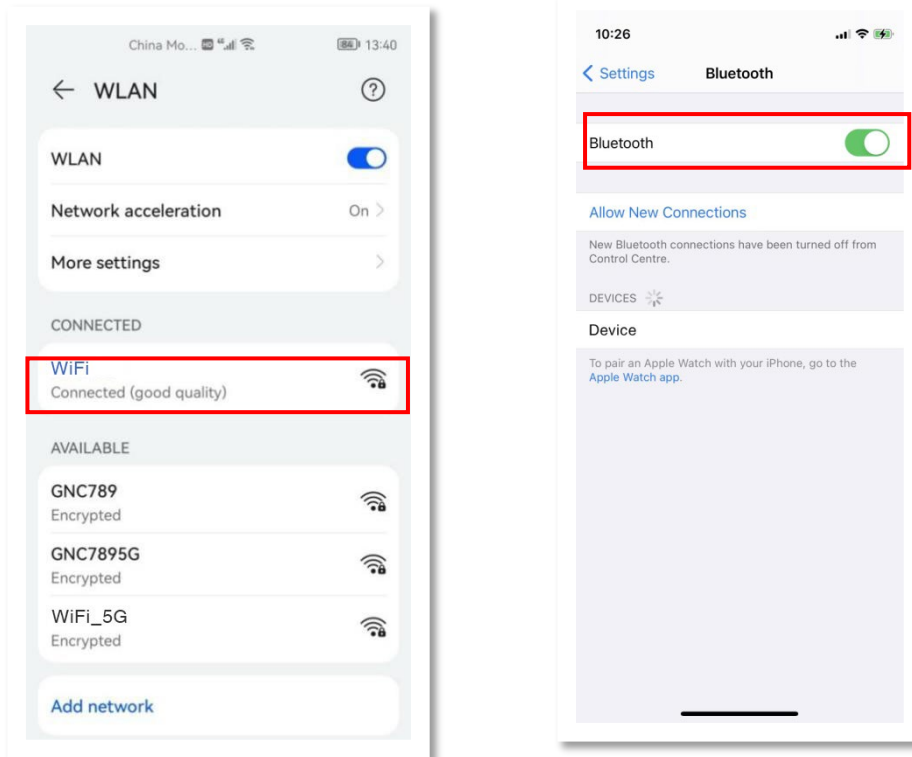 China Mo... HD 4G 84 13:40
← WLAN ?
WLAN
Network acceleration On >
More settings >
CONNECTED
WiFi
Connected (good quality)
AVAILABLE
GNC789
Encrypted
GNC7895G
Encrypted
WiFi_5G
Encrypted
Add network
10:26
Settings Bluetooth
Bluetooth
Allow New Connections
New Bluetooth connections have been turned off from
Control Centre.
DEVICES
Device
To pair an Apple Watch with your iPhone, go to the
Apple Watch app.